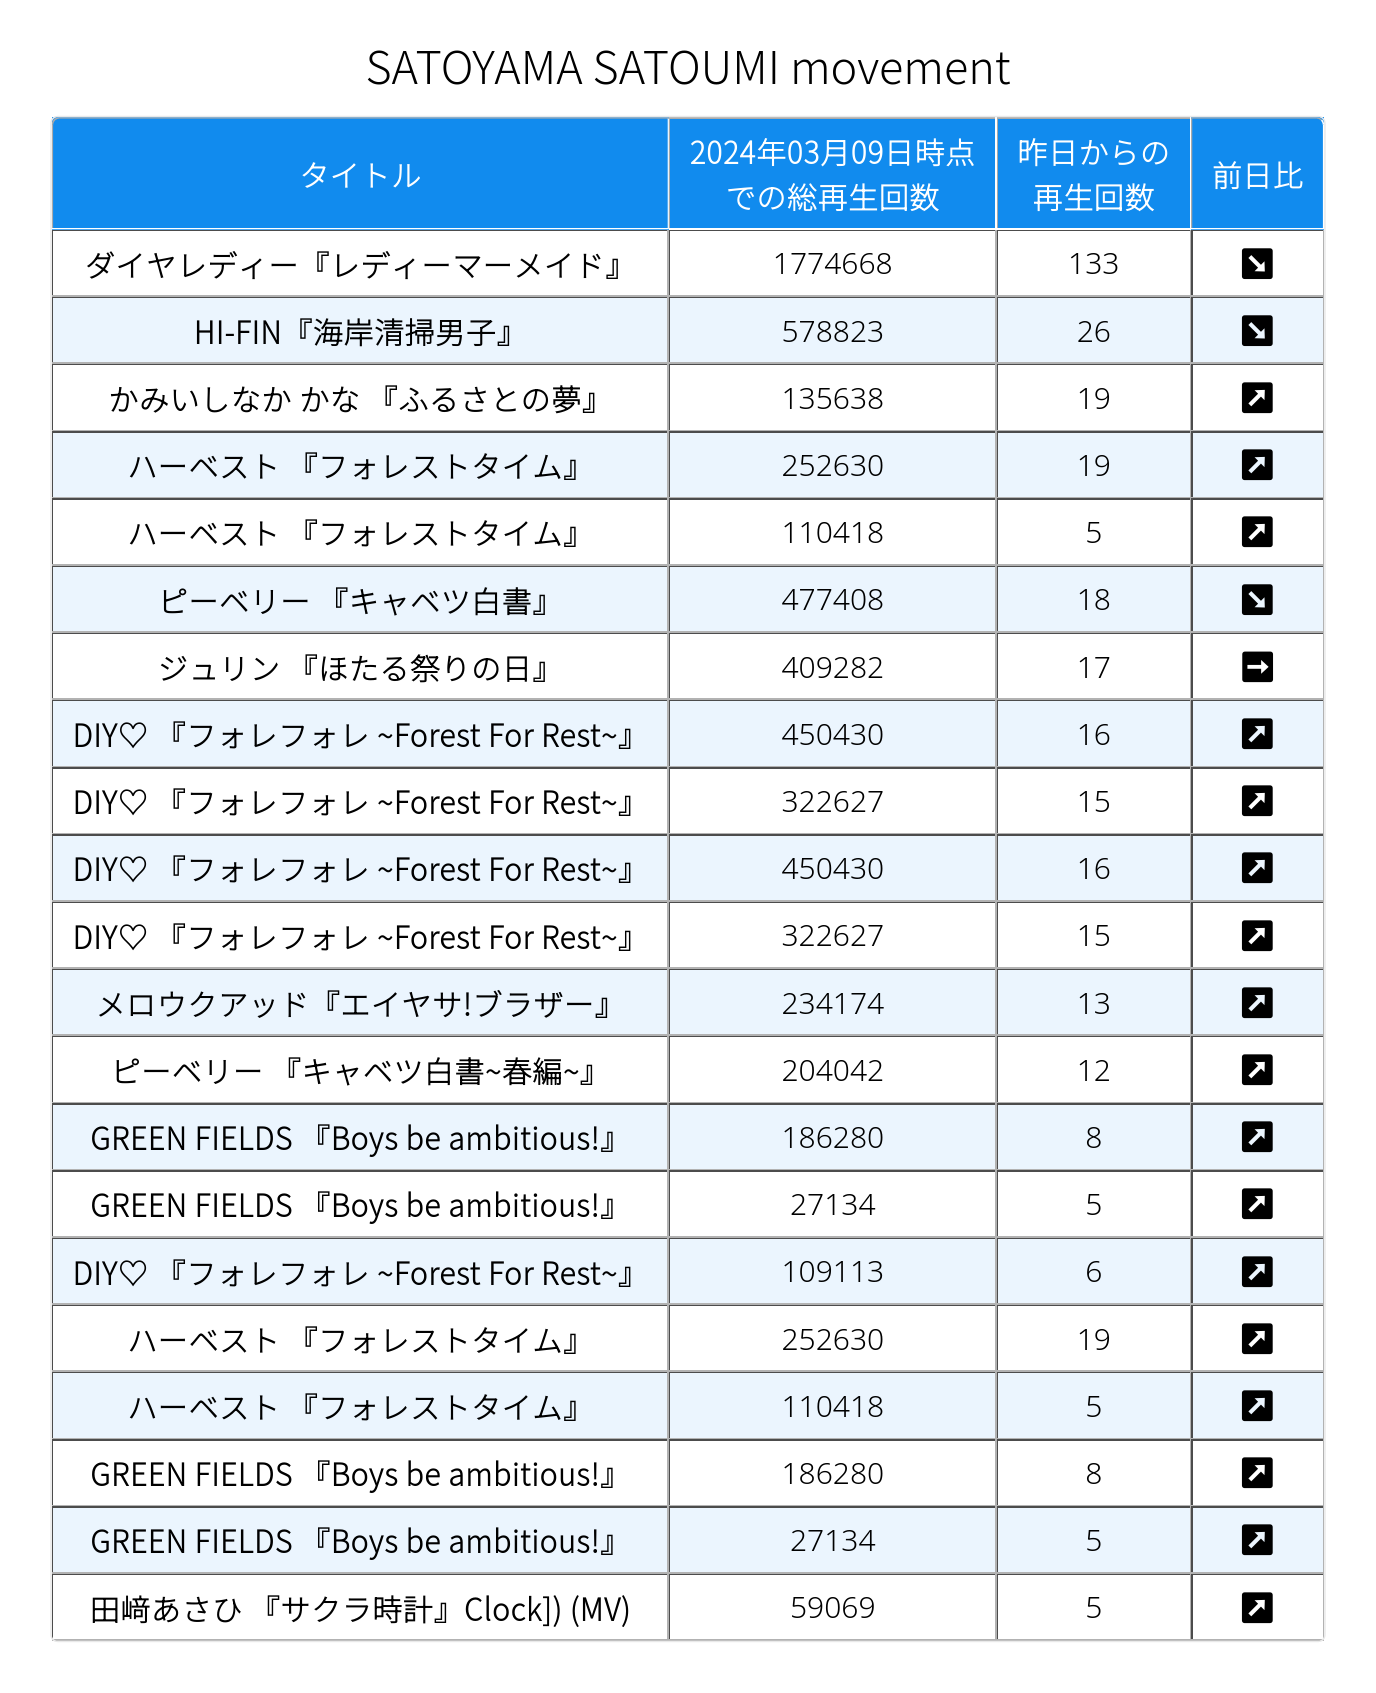 SATOYAMA SATOUMI movement
タイトル 2024年03月09日時点での総再生回数 昨日からの再生回数 前日比
ダイヤレディー『レディーマーメイド』 1774668 133
HI-FIN『海岸清掃男子』 578823 26
かみいしなか かな 『ふるさとの夢』 135638 19
ハーベスト 『フォレストタイム』 252630 19
ハーベスト 『フォレストタイム』 110418 5
ピーベリー 『キャベツ白書』 477408 18
ジュリン 『ほたる祭りの日』 409282 17
DIY♡ 『フォレフォレ ~Forest For Rest~』 450430 16
DIY♡ 『フォレフォレ ~Forest For Rest~』 322627 15
DIY♡ 『フォレフォレ ~Forest For Rest~』 450430 16
DIY♡ 『フォレフォレ ~Forest For Rest~』 322627 15
メロウクアッド『エイヤサ!ブラザー』 234174 13
ピーベリー 『キャベツ白書~春編~』 204042 12
GREEN FIELDS 『Boys be ambitious!』 186280 8
GREEN FIELDS 『Boys be ambitious!』 27134 5
DIY♡ 『フォレフォレ ~Forest For Rest~』 109113 6
ハーベスト 『フォレストタイム』 252630 19
ハーベスト 『フォレストタイム』 110418 5
GREEN FIELDS 『Boys be ambitious!』 186280 8
GREEN FIELDS 『Boys be ambitious!』 27134 5
田﨑あさひ 『サクラ時計』Clock]) (MV) 59069 5